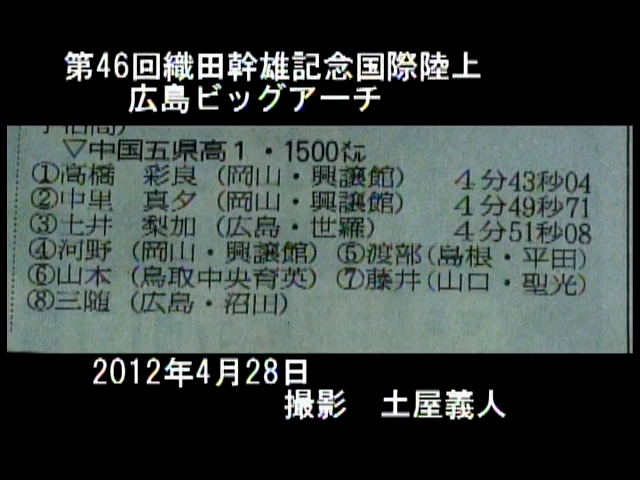 第46回織田幹雄記念国際陸上
広島ビッグアーチ
▽中国五県高1・1500㍍
①高橋　彩良（岡山・興譲館）　4分43秒04
②中里　真夕（岡山・興譲館）　4分49秒71
③土井　梨加（広島・世羅）　4分51秒08
④河野（岡山・興譲館）⑤渡部（島根・平田）
⑥山本（鳥取中央育英）⑦藤井（山口・聖光）
⑧三随（広島・沼田）
2012年4月28日
撮影　土屋義人